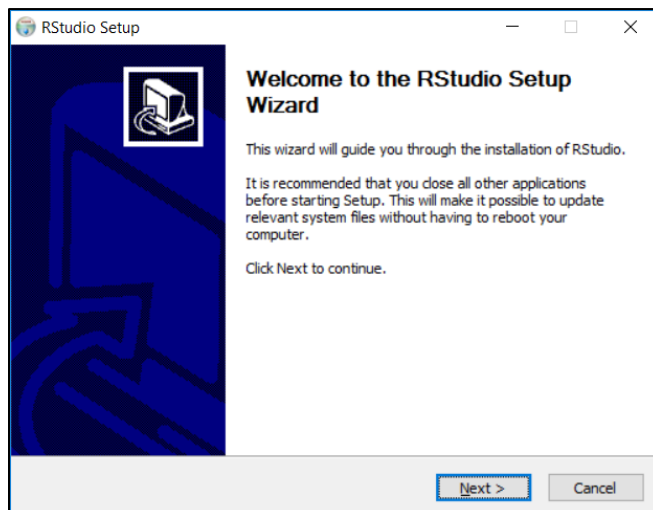 RStudio Setup
Welcome to the RStudio Setup
Wizard
This wizard will guide you through the installation of RStudio.
It is recommended that you close all other applications
before starting Setup. This will make it possible to update
relevant system files without having to reboot your
computer.
Click Next to continue.
Next >
Cancel